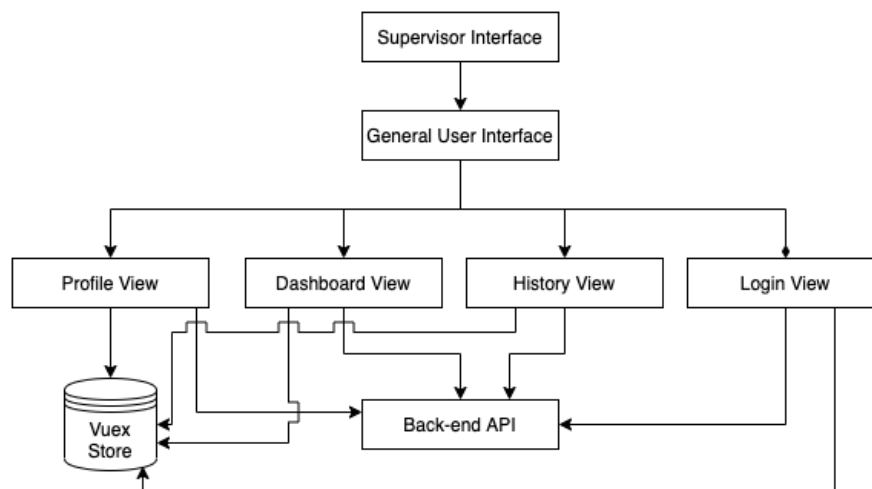 Supervisor Interface
General User Interface
Profile View
Dashboard View
History View
Login View
Vuex
Store
Back-end API